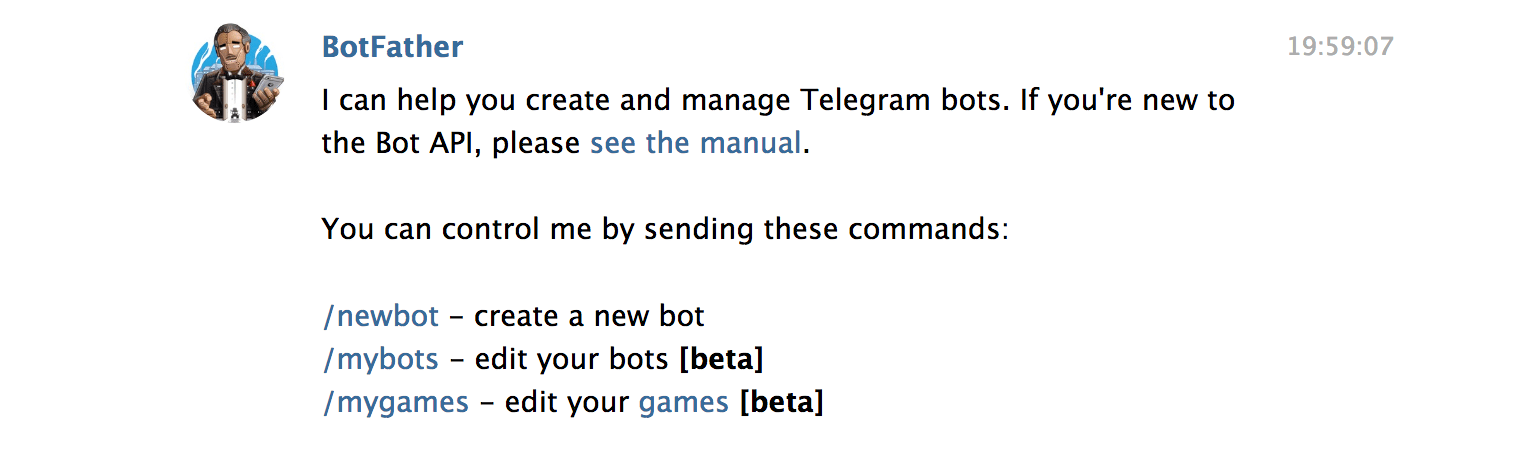 BotFather 19:59:07
I can help you create and manage Telegram bots. If you're new to
the Bot API, please see the manual.
You can control me by sending these commands:
/newbot – create a new bot
/mybots – edit your bots [beta]
/mygames – edit your games [beta]